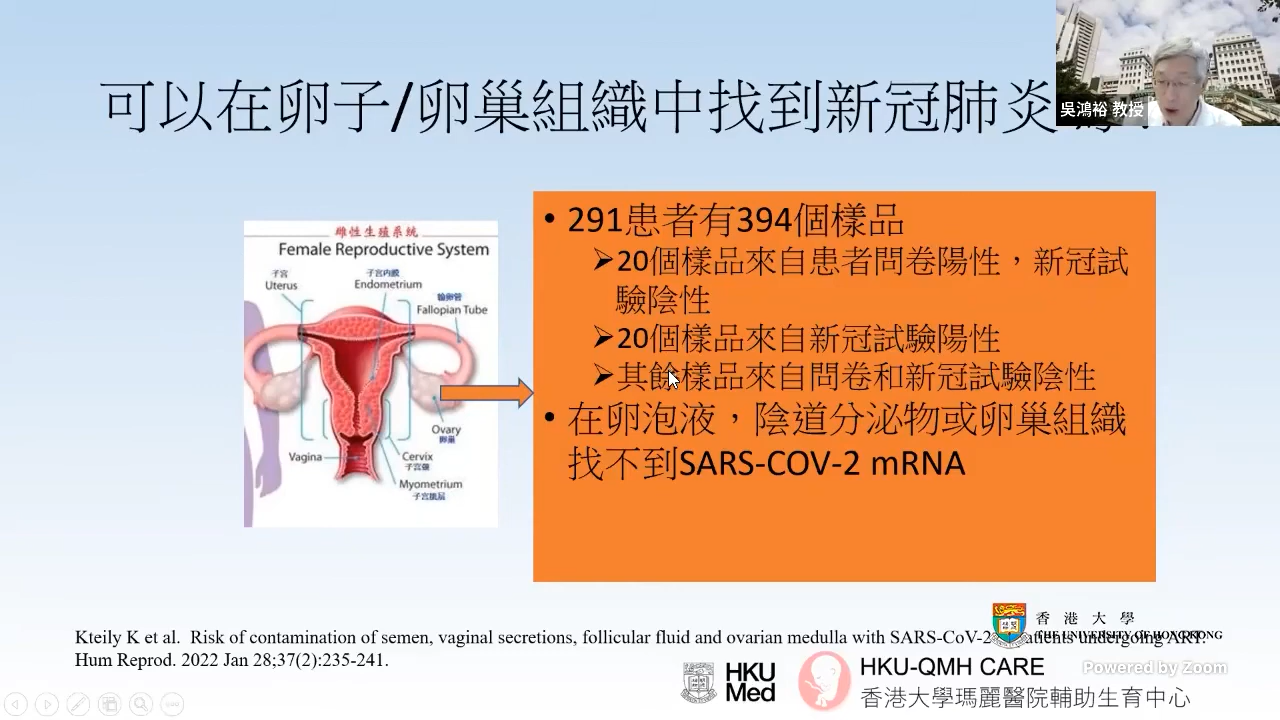 可以在卵子/卵巢組織中找到新冠肺炎
吳鴻裕 教授
雌性生殖系統
Female Reproductive System
子宮
Uterus
子宮内膜
Endometrium
輸卵管
Fallopian Tube
Ovary
卵巢
Vagina
Cervix
子宮頸
Myometrium
子宮肌層
• 291患者有394個樣品
➢20個樣品來自患者問卷陽性，新冠試
驗陰性
➢20個樣品來自新冠試驗陽性
➢其餘樣品來自問卷和新冠試驗陰性
• 在卵泡液，陰道分泌物或卵巢組織
找不到SARS-COV-2 mRNA
Kteily K et al. Risk of contamination of semen, vaginal secretions, follicular fluid and ovarian medulla with SARS-CoV-2 patients undergoing ART.
Hum Reprod. 2022 Jan 28;37(2):235-241.
香港大學
THE UNIVERSITY OF HONG KONG
HKU
Med
HKU-QMH CARE
香港大學瑪麗醫院輔助生育中心
Powered by Zoom